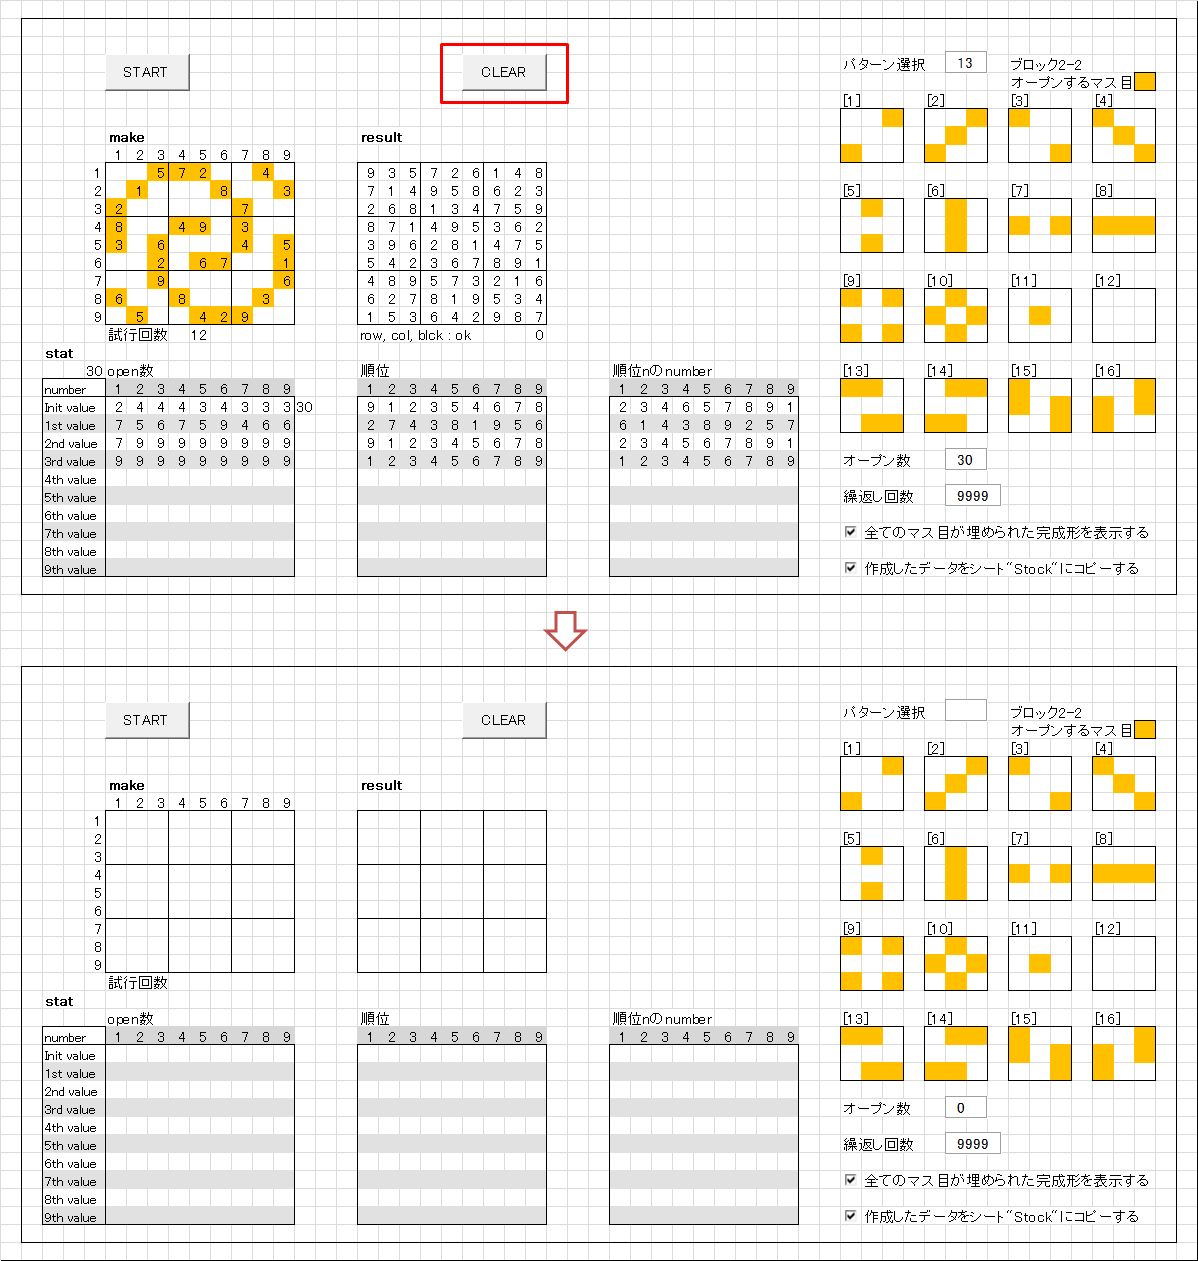 START CLEAR パターン選択 13 ブロック2-2
オープンするマス目
[1] [2] [3] [4]
make result
1 2 3 4 5 6 7 8 9
1 5 7 2 4 9 3 5 7 2 6 1 4 8
2 1 8 3 7 1 4 9 5 8 6 2 3
3 2 7 2 6 8 1 3 4 7 5 9
[5] [6] [7] [8]
4 8 4 9 3 8 7 1 4 9 5 3 6 2
5 3 6 4 5 3 9 6 2 8 1 4 7 5
6 2 6 7 1 5 4 2 3 6 7 8 9 1
7 9 6 4 8 9 5 7 3 2 1 6
[9] [10] [11] [12]
8 6 8 3 6 2 7 8 1 9 5 3 4
9 5 4 2 9 1 5 3 6 4 2 9 8 7
試行回数 12 row, col, blck : ok 0
stat
30 open数 順位 順位nのnumber
[13] [14] [15] [16]
number 1 2 3 4 5 6 7 8 9 1 2 3 4 5 6 7 8 9 1 2 3 4 5 6 7 8 9
Init value 2 4 4 4 3 4 3 3 3 30 9 1 2 3 5 4 6 7 8 2 3 4 6 5 7 8 9 1
1st value 7 5 6 7 5 9 4 6 6 2 7 4 3 8 1 9 5 6 6 1 4 3 8 9 2 5 7
2nd value 7 9 9 9 9 9 9 9 9 9 1 2 3 4 5 6 7 8 2 3 4 5 6 7 8 9 1
3rd value 9 9 9 9 9 9 9 9 9 1 2 3 4 5 6 7 8 9 1 2 3 4 5 6 7 8 9
オープン数 30
4th value
5th value
繰返し回数 9999
6th value
7th value
全てのマス目が埋められた完成形を表示する
8th value
9th value
作成したデータをシート“Stock“にコピーする
START CLEAR パターン選択 ブロック2-2
オープンするマス目
[1] [2] [3] [4]
make result
1 2 3 4 5 6 7 8 9
1
2
3
[5] [6] [7] [8]
4
5
6
7
[9] [10] [11] [12]
8
9
試行回数
stat
open数 順位 順位nのnumber
[13] [14] [15] [16]
number 1 2 3 4 5 6 7 8 9 1 2 3 4 5 6 7 8 9 1 2 3 4 5 6 7 8 9
Init value
1st value
2nd value
3rd value
オープン数 0
4th value
5th value
繰返し回数 9999
6th value
7th value
全てのマス目が埋められた完成形を表示する
8th value
9th value
作成したデータをシート“Stock“にコピーする